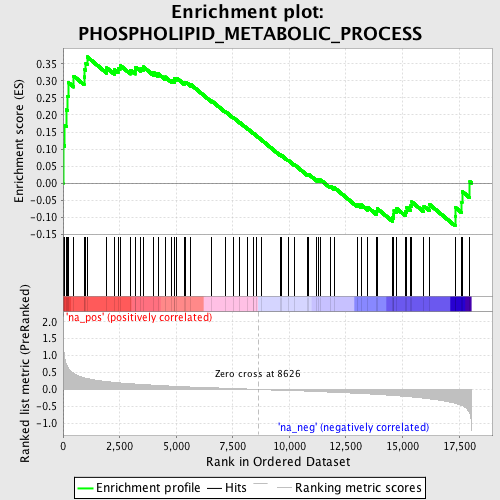 Enrichment plot:
PHOSPHOLIPID_METABOLIC_PROCESS
Enrichment score (ES)
0.35
0.30
0.25
0.20
0.15
0.10
0.05
0.00
-0.05
-0.10
-0.15
'na_pos' (positively correlated)
Ranked list metric (PreRanked)
2.0
1.5
1.0
0.5
0.0
-0.5
-1.0
Zero cross at 8626
'na_neg' (negatively correlated)
0
2,500
5,000
7,500
10,000
12,500
15,000
17,500
Rank in Ordered Dataset
Enrichment profile
Hits
Ranking metric scores